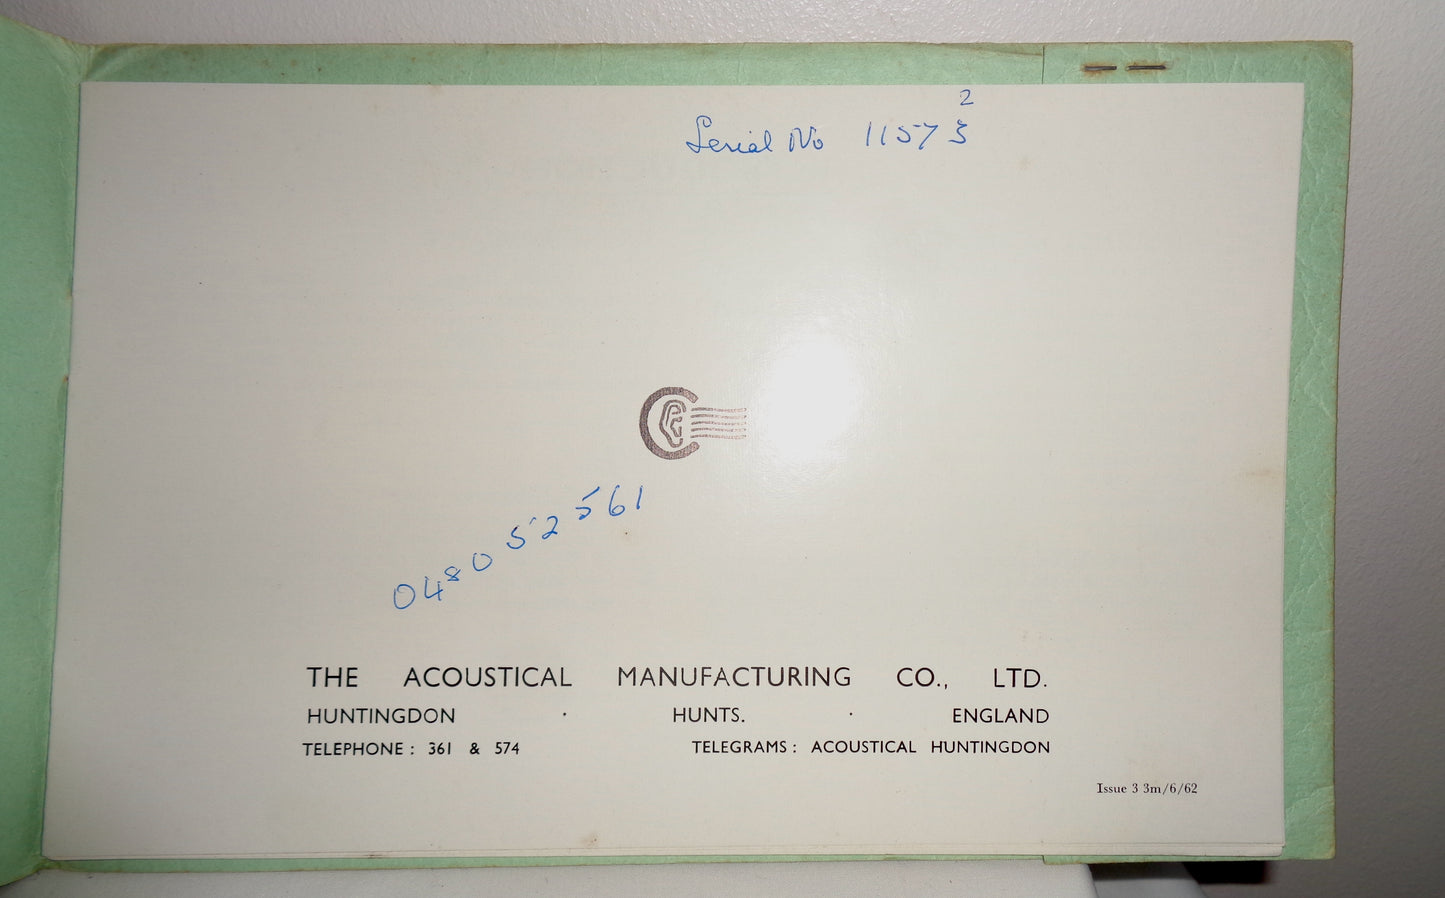 2
Serial No 11573
0480 52561
THE ACOUSTICAL MANUFACTURING CO., LTD.
HUNTINGDON · HUNTS. · ENGLAND
TELEPHONE : 361 & 574 TELEGRAMS : ACOUSTICAL HUNTINGDON
Issue 3 3m/6/62